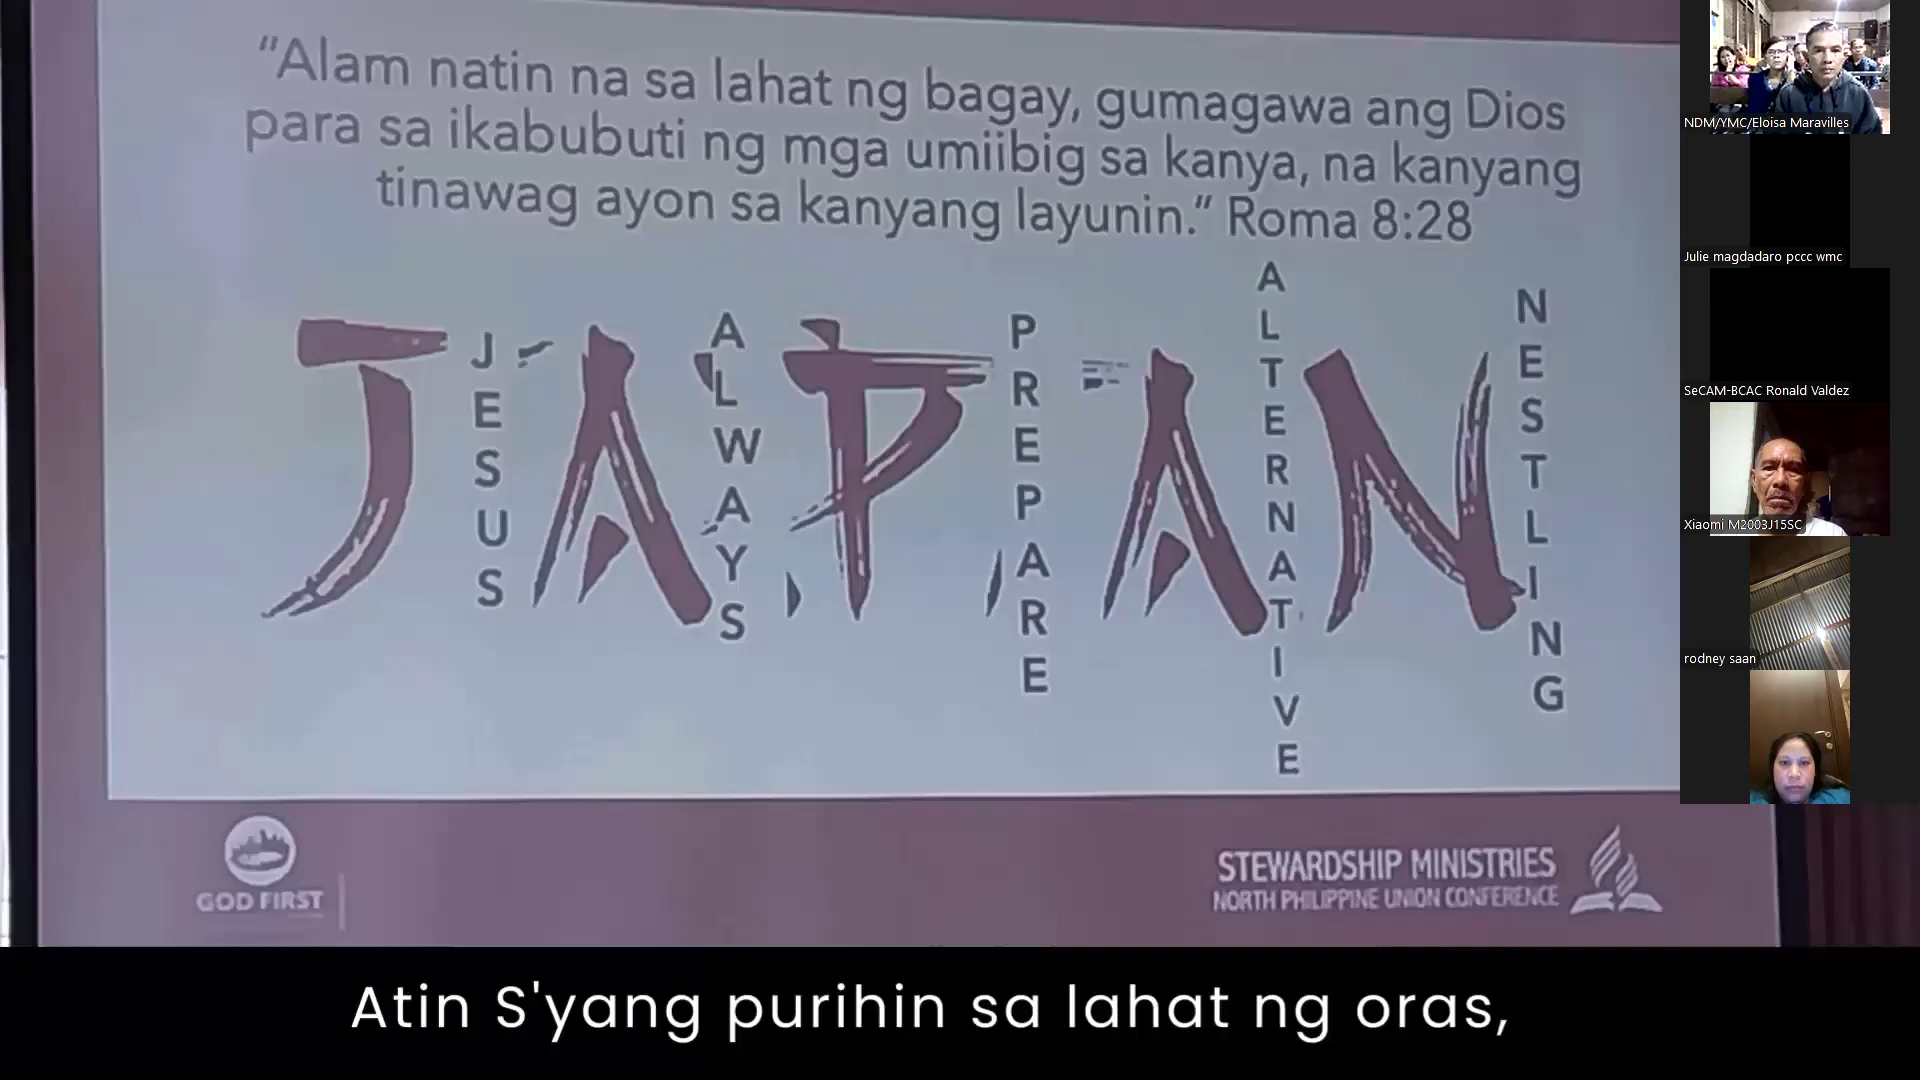 "Alam natin na sa lahat ng bagay, gumagawa ang Dios
para sa ikabubuti ng mga umiibig sa kanya, na kanyang
tinawag ayon sa kanyang layunin." Roma 8:28
JAPAN
JESUS
ALWAYS
PREPARE
ALTERNATIVE
NESTLING
GOD FIRST
STEWARDSHIP MINISTRIES
NORTH PHILIPPINE UNION CONFERENCE
Atin S'yang purihin sa lahat ng oras,
NDM/YMC/Eloisa Maravilles
Julie magdadaro pccc wmc
SeCAM-BCAC Ronald Valdez
Xiaomi M2003J15SC
rodney saan